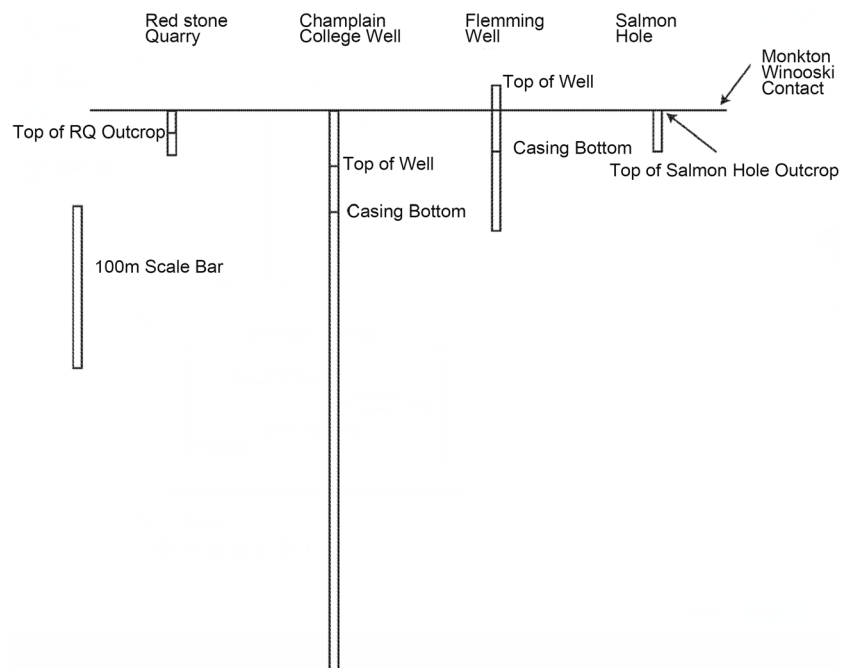 Red stone
Quarry
Champlain
College Well
Flemming
Well
Salmon
Hole
Monkton
Winooski
Contact
Top of Well
Top of RQ Outcrop
Casing Bottom
Top of Well
Top of Salmon Hole Outcrop
Casing Bottom
100m Scale Bar